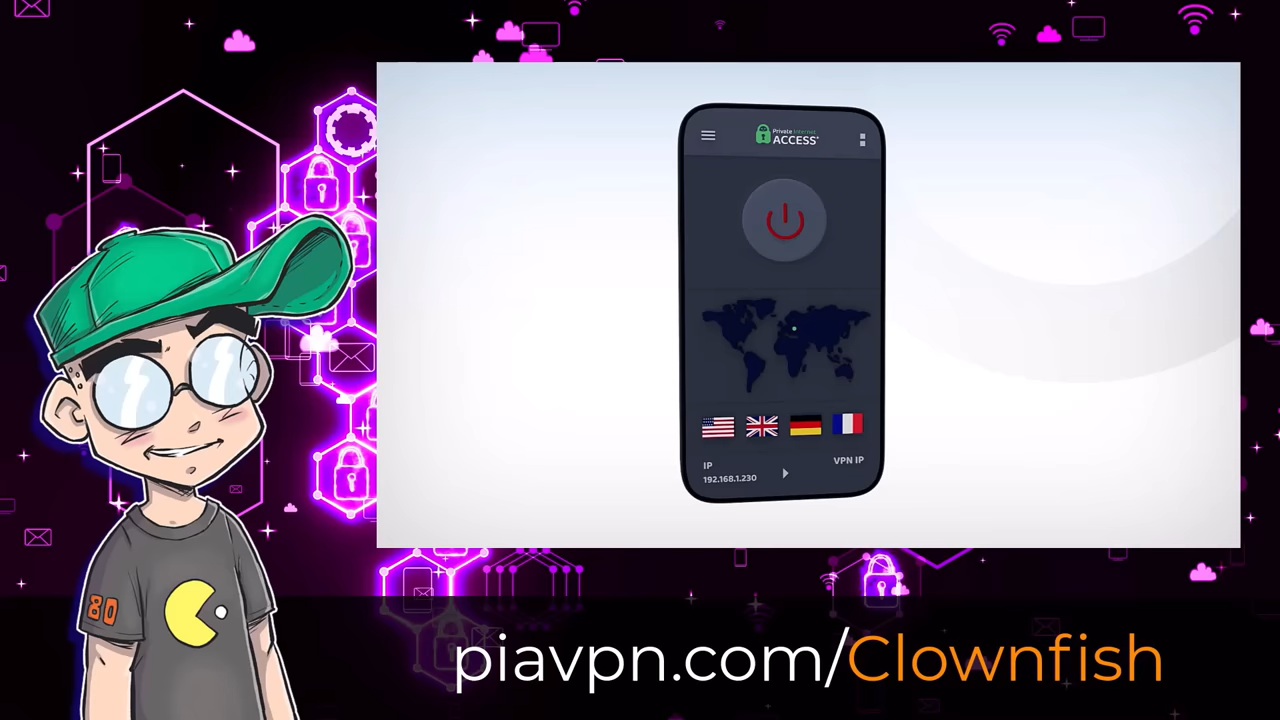 Private Internet
ACCESS
IP
192.168.1.230
VPN IP
80
piavpn.com/Clownfish